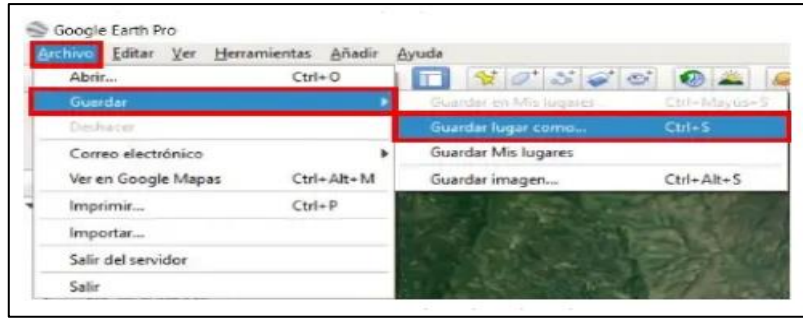 Google Earth Pro
Archivo Editar Ver Herramientas Añadir Ayuda
Abrir... Ctrl+O
Guardar
Deshacer
Correo electrónico
Ver en Google Mapas Ctrl+Alt+M
Imprimir... Ctrl+P
Importar...
Salir del servidor
Salir
Guardar en Mis lugares Ctrl+Mayús+S
Guardar lugar como... Ctrl+S
Guardar Mis lugares
Guardar imagen... Ctrl+Alt+S